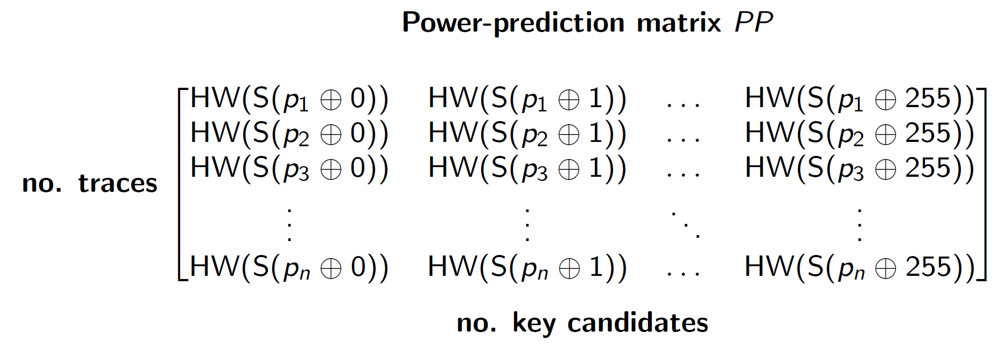 Power-prediction matrix PP
HW(S(p₁ ⊕ 0)) HW(S(p₁ ⊕ 1)) … HW(S(p₁ ⊕ 255))
HW(S(p₂ ⊕ 0)) HW(S(p₂ ⊕ 1)) … HW(S(p₂ ⊕ 255))
HW(S(p₃ ⊕ 0)) HW(S(p₃ ⊕ 1)) … HW(S(p₃ ⊕ 255))
no. traces
⋮ ⋮ ⋱ ⋮
HW(S(pₙ ⊕ 0)) HW(S(pₙ ⊕ 1)) … HW(S(pₙ ⊕ 255))
no. key candidates